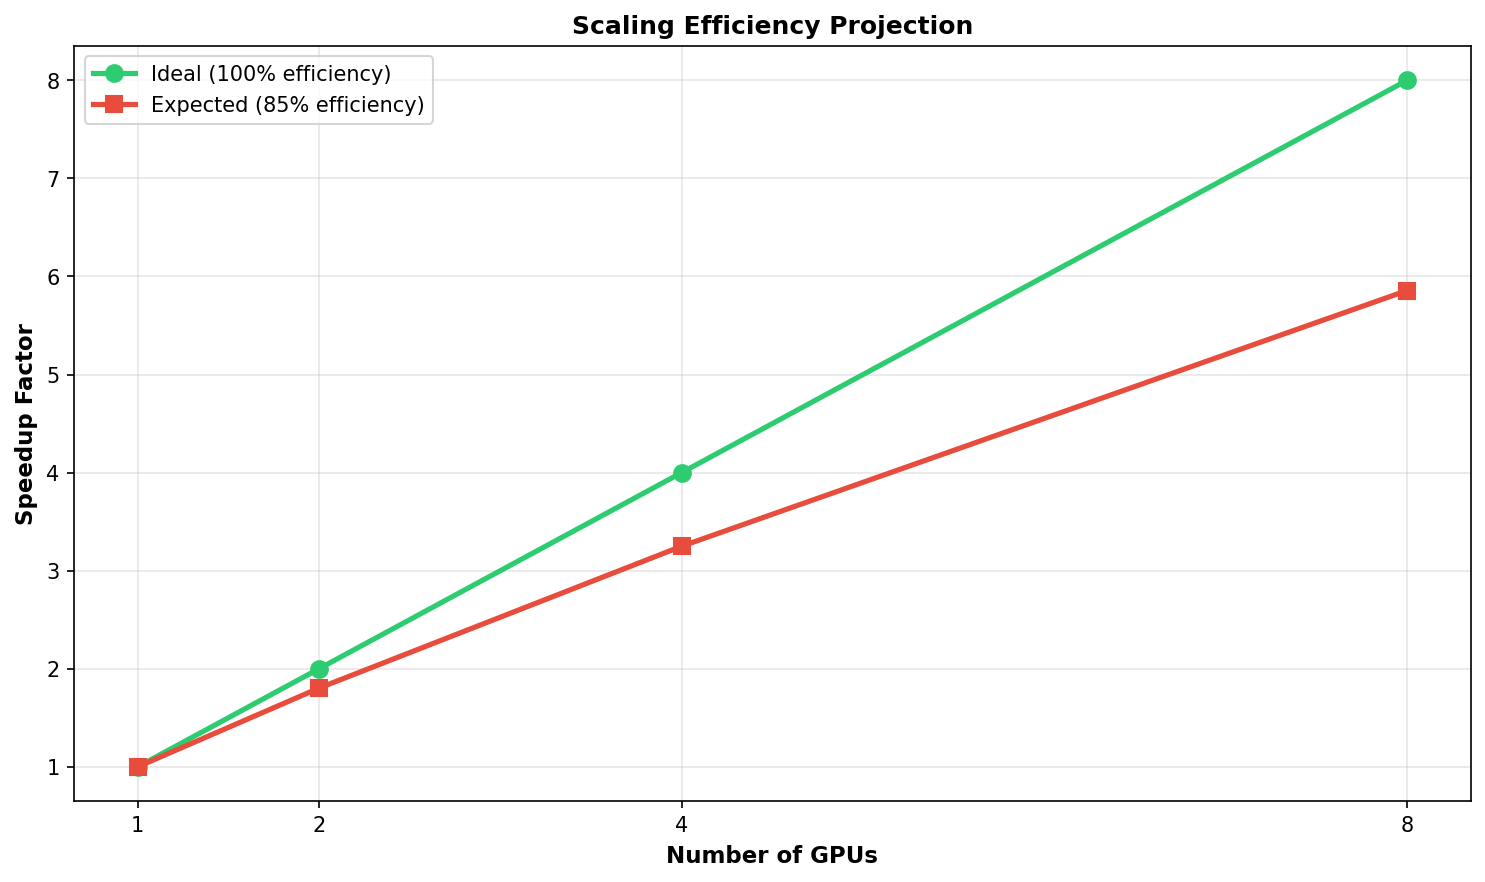 Scaling Efficiency Projection
Ideal (100% efficiency)
Expected (85% efficiency)
8
7
6
5
4
3
2
1
Speedup Factor
1 2 4 8
Number of GPUs